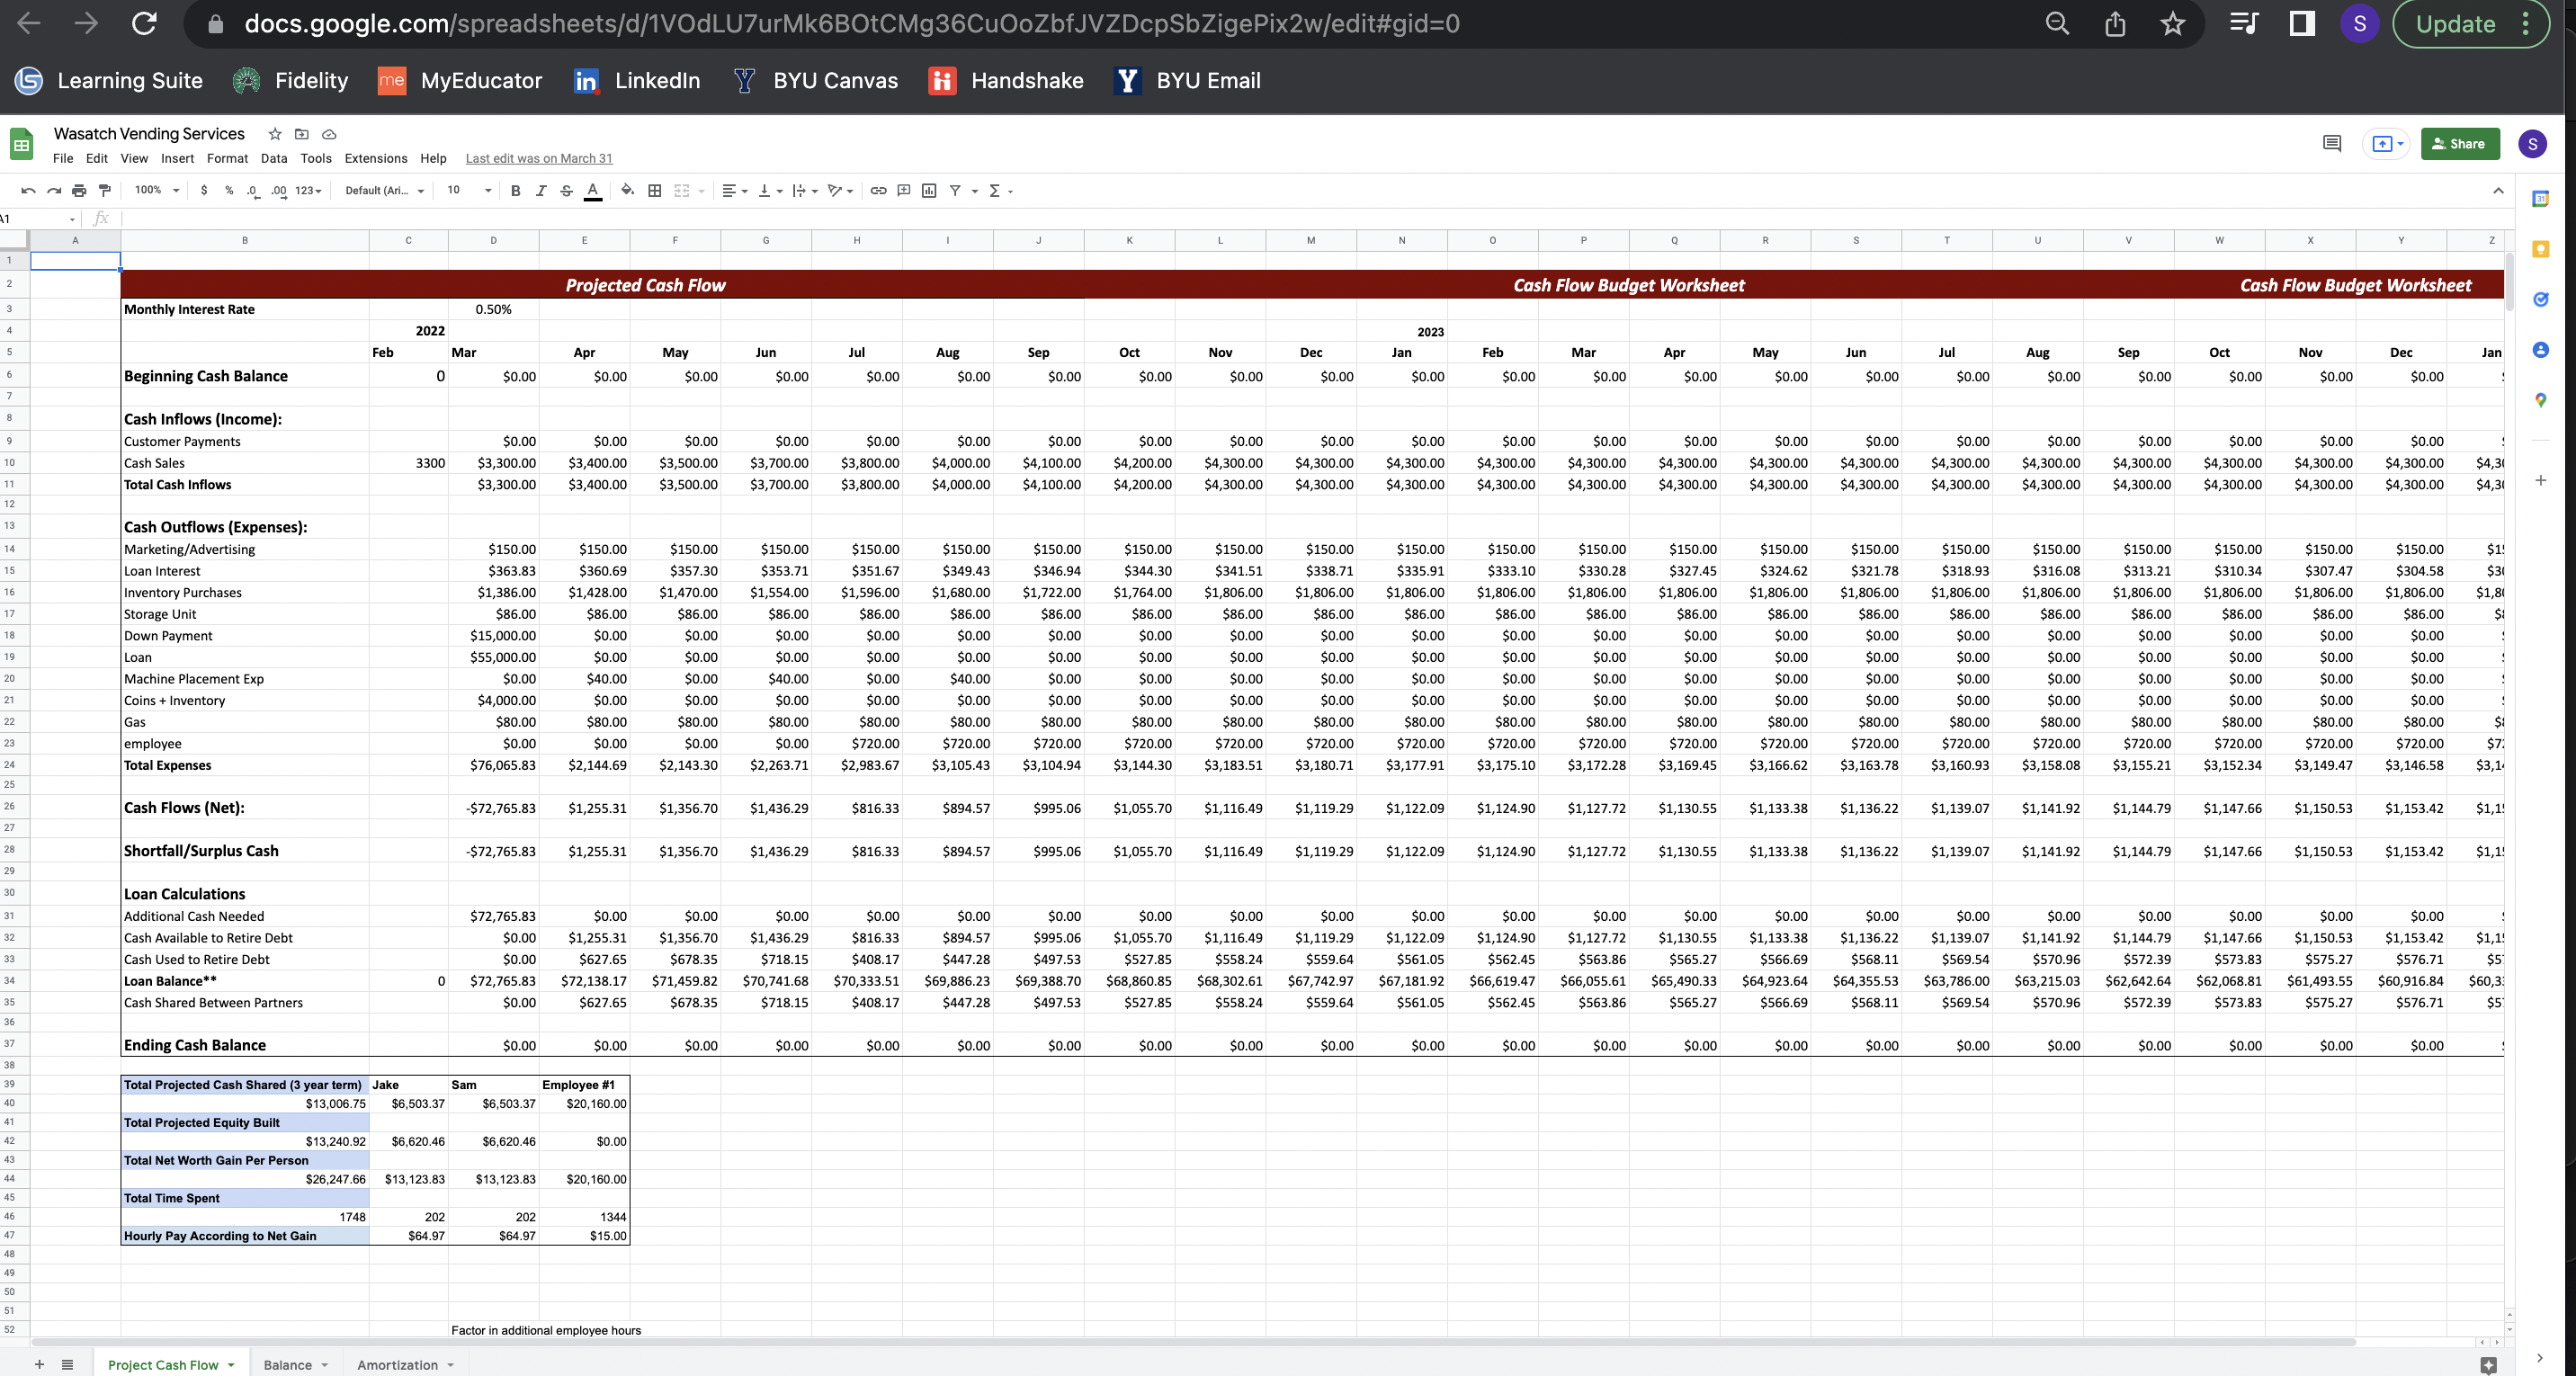 docs.google.com/spreadsheets/d/1VOdLU7urMk6BOtCMg36CuOoZbfJVZDcpSbZigePix2w/edit#gid=0 S Update
Learning Suite Fidelity me MyEducator in LinkedIn Y BYU Canvas Handshake Y BYU Email
Wasatch Vending Services
File Edit View Insert Format Data Tools Extensions Help Last edit was on March 31 Share S
100% $ % .0 .00 123 Default (Ari... 10 B I S A
A1 fx
A B C D E F G H I J K L M N O P Q R S T U V W X Y Z
1
2 Projected Cash Flow Cash Flow Budget Worksheet Cash Flow Budget Worksheet
3 Monthly Interest Rate 0.50%
4 2022 2023
5 Feb Mar Apr May Jun Jul Aug Sep Oct Nov Dec Jan Feb Mar Apr May Jun Jul Aug Sep Oct Nov Dec Jan
6 Beginning Cash Balance 0 $0.00 $0.00 $0.00 $0.00 $0.00 $0.00 $0.00 $0.00 $0.00 $0.00 $0.00 $0.00 $0.00 $0.00 $0.00 $0.00 $0.00 $0.00 $0.00 $0.00 $0.00 $0.00
7
8 Cash Inflows (Income):
9 Customer Payments $0.00 $0.00 $0.00 $0.00 $0.00 $0.00 $0.00 $0.00 $0.00 $0.00 $0.00 $0.00 $0.00 $0.00 $0.00 $0.00 $0.00 $0.00 $0.00 $0.00 $0.00 $0.00
10 Cash Sales 3300 $3,300.00 $3,400.00 $3,500.00 $3,700.00 $3,800.00 $4,000.00 $4,100.00 $4,200.00 $4,300.00 $4,300.00 $4,300.00 $4,300.00 $4,300.00 $4,300.00 $4,300.00 $4,300.00 $4,300.00 $4,300.00 $4,300.00 $4,300.00 $4,300.00 $4,300.00
11 Total Cash Inflows $3,300.00 $3,400.00 $3,500.00 $3,700.00 $3,800.00 $4,000.00 $4,100.00 $4,200.00 $4,300.00 $4,300.00 $4,300.00 $4,300.00 $4,300.00 $4,300.00 $4,300.00 $4,300.00 $4,300.00 $4,300.00 $4,300.00 $4,300.00 $4,300.00 $4,300.00
12
13 Cash Outflows (Expenses):
14 Marketing/Advertising $150.00 $150.00 $150.00 $150.00 $150.00 $150.00 $150.00 $150.00 $150.00 $150.00 $150.00 $150.00 $150.00 $150.00 $150.00 $150.00 $150.00 $150.00 $150.00 $150.00 $150.00 $150.00
15 Loan Interest $363.83 $360.69 $357.30 $353.71 $351.67 $349.43 $346.94 $344.30 $341.51 $338.71 $335.91 $333.10 $330.28 $327.45 $324.62 $321.78 $318.93 $316.08 $313.21 $310.34 $307.47 $304.58
16 Inventory Purchases $1,386.00 $1,428.00 $1,470.00 $1,554.00 $1,596.00 $1,680.00 $1,722.00 $1,764.00 $1,806.00 $1,806.00 $1,806.00 $1,806.00 $1,806.00 $1,806.00 $1,806.00 $1,806.00 $1,806.00 $1,806.00 $1,806.00 $1,806.00 $1,806.00 $1,806.00
17 Storage Unit $86.00 $86.00 $86.00 $86.00 $86.00 $86.00 $86.00 $86.00 $86.00 $86.00 $86.00 $86.00 $86.00 $86.00 $86.00 $86.00 $86.00 $86.00 $86.00 $86.00 $86.00 $86.00
18 Down Payment $15,000.00 $0.00 $0.00 $0.00 $0.00 $0.00 $0.00 $0.00 $0.00 $0.00 $0.00 $0.00 $0.00 $0.00 $0.00 $0.00 $0.00 $0.00 $0.00 $0.00 $0.00 $0.00
19 Loan $55,000.00 $0.00 $0.00 $0.00 $0.00 $0.00 $0.00 $0.00 $0.00 $0.00 $0.00 $0.00 $0.00 $0.00 $0.00 $0.00 $0.00 $0.00 $0.00 $0.00 $0.00 $0.00
20 Machine Placement Exp $0.00 $40.00 $0.00 $40.00 $0.00 $40.00 $0.00 $0.00 $0.00 $0.00 $0.00 $0.00 $0.00 $0.00 $0.00 $0.00 $0.00 $0.00 $0.00 $0.00 $0.00 $0.00
21 Coins + Inventory $4,000.00 $0.00 $0.00 $0.00 $0.00 $0.00 $0.00 $0.00 $0.00 $0.00 $0.00 $0.00 $0.00 $0.00 $0.00 $0.00 $0.00 $0.00 $0.00 $0.00 $0.00 $0.00
22 Gas $80.00 $80.00 $80.00 $80.00 $80.00 $80.00 $80.00 $80.00 $80.00 $80.00 $80.00 $80.00 $80.00 $80.00 $80.00 $80.00 $80.00 $80.00 $80.00 $80.00 $80.00 $80.00
23 employee $0.00 $0.00 $0.00 $0.00 $720.00 $720.00 $720.00 $720.00 $720.00 $720.00 $720.00 $720.00 $720.00 $720.00 $720.00 $720.00 $720.00 $720.00 $720.00 $720.00 $720.00 $720.00
24 Total Expenses $76,065.83 $2,144.69 $2,143.30 $2,263.71 $2,983.67 $3,105.43 $3,104.94 $3,144.30 $3,183.51 $3,180.71 $3,177.91 $3,175.10 $3,172.28 $3,169.45 $3,166.62 $3,163.78 $3,160.93 $3,158.08 $3,155.21 $3,152.34 $3,149.47 $3,146.58
25
26 Cash Flows (Net): -$72,765.83 $1,255.31 $1,356.70 $1,436.29 $816.33 $894.57 $995.06 $1,055.70 $1,116.49 $1,119.29 $1,122.09 $1,124.90 $1,127.72 $1,130.55 $1,133.38 $1,136.22 $1,139.07 $1,141.92 $1,144.79 $1,147.66 $1,150.53 $1,153.42
27
28 Shortfall/Surplus Cash -$72,765.83 $1,255.31 $1,356.70 $1,436.29 $816.33 $894.57 $995.06 $1,055.70 $1,116.49 $1,119.29 $1,122.09 $1,124.90 $1,127.72 $1,130.55 $1,133.38 $1,136.22 $1,139.07 $1,141.92 $1,144.79 $1,147.66 $1,150.53 $1,153.42
29
30 Loan Calculations
31 Additional Cash Needed $72,765.83 $0.00 $0.00 $0.00 $0.00 $0.00 $0.00 $0.00 $0.00 $0.00 $0.00 $0.00 $0.00 $0.00 $0.00 $0.00 $0.00 $0.00 $0.00 $0.00 $0.00 $0.00
32 Cash Available to Retire Debt $0.00 $1,255.31 $1,356.70 $1,436.29 $816.33 $894.57 $995.06 $1,055.70 $1,116.49 $1,119.29 $1,122.09 $1,124.90 $1,127.72 $1,130.55 $1,133.38 $1,136.22 $1,139.07 $1,141.92 $1,144.79 $1,147.66 $1,150.53 $1,153.42
33 Cash Used to Retire Debt $0.00 $627.65 $678.35 $718.15 $408.17 $447.28 $497.53 $527.85 $558.24 $559.64 $561.05 $562.45 $563.86 $565.27 $566.69 $568.11 $569.54 $570.96 $572.39 $573.83 $575.27 $576.71
34 Loan Balance** 0 $72,765.83 $72,138.17 $71,459.82 $70,741.68 $70,333.51 $69,886.23 $69,388.70 $68,860.85 $68,302.61 $67,742.97 $67,181.92 $66,619.47 $66,055.61 $65,490.33 $64,923.64 $64,355.53 $63,786.00 $63,215.03 $62,642.64 $62,068.81 $61,493.55 $60,916.84
35 Cash Shared Between Partners $0.00 $627.65 $678.35 $718.15 $408.17 $447.28 $497.53 $527.85 $558.24 $559.64 $561.05 $562.45 $563.86 $565.27 $566.69 $568.11 $569.54 $570.96 $572.39 $573.83 $575.27 $576.71
36
37 Ending Cash Balance $0.00 $0.00 $0.00 $0.00 $0.00 $0.00 $0.00 $0.00 $0.00 $0.00 $0.00 $0.00 $0.00 $0.00 $0.00 $0.00 $0.00 $0.00 $0.00 $0.00 $0.00 $0.00
38
39 Total Projected Cash Shared (3 year term) Jake Sam Employee #1
40 $13,006.75 $6,503.37 $6,503.37 $20,160.00
41 Total Projected Equity Built
42 $13,240.92 $6,620.46 $6,620.46 $0.00
43 Total Net Worth Gain Per Person
44 $26,247.66 $13,123.83 $13,123.83 $20,160.00
45 Total Time Spent
46 1748 202 202 1344
47 Hourly Pay According to Net Gain $64.97 $64.97 $15.00
48
49
50
51
52 Factor in additional employee hours
Project Cash Flow Balance Amortization